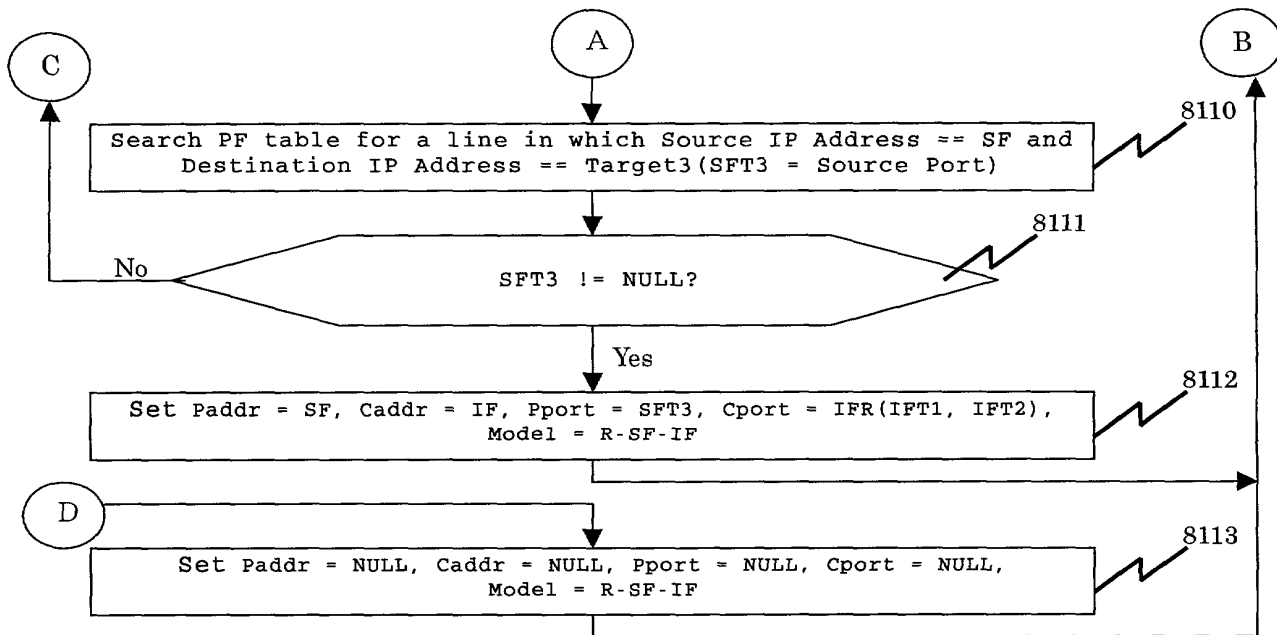 C
A
B
8110
Search PF table for a line in which Source IP Address == SF and
Destination IP Address == Target3(SFT3 = Source Port)
8111
No
SFT3 != NULL?
Yes
8112
Set Paddr = SF, Caddr = IF, Pport = SFT3, Cport = IFR(IFT1, IFT2),
Model = R-SF-IF
D
8113
Set Paddr = NULL, Caddr = NULL, Pport = NULL, Cport = NULL,
Model = R-SF-IF